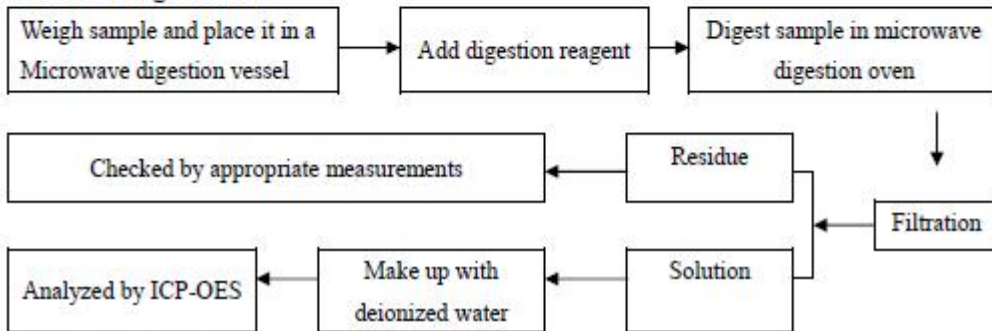 Weigh sample and place it in a
Microwave digestion vessel
Add digestion reagent
Digest sample in microwave
digestion oven
Filtration
Residue
Checked by appropriate measurements
Solution
Make up with
deionized water
Analyzed by ICP-OES